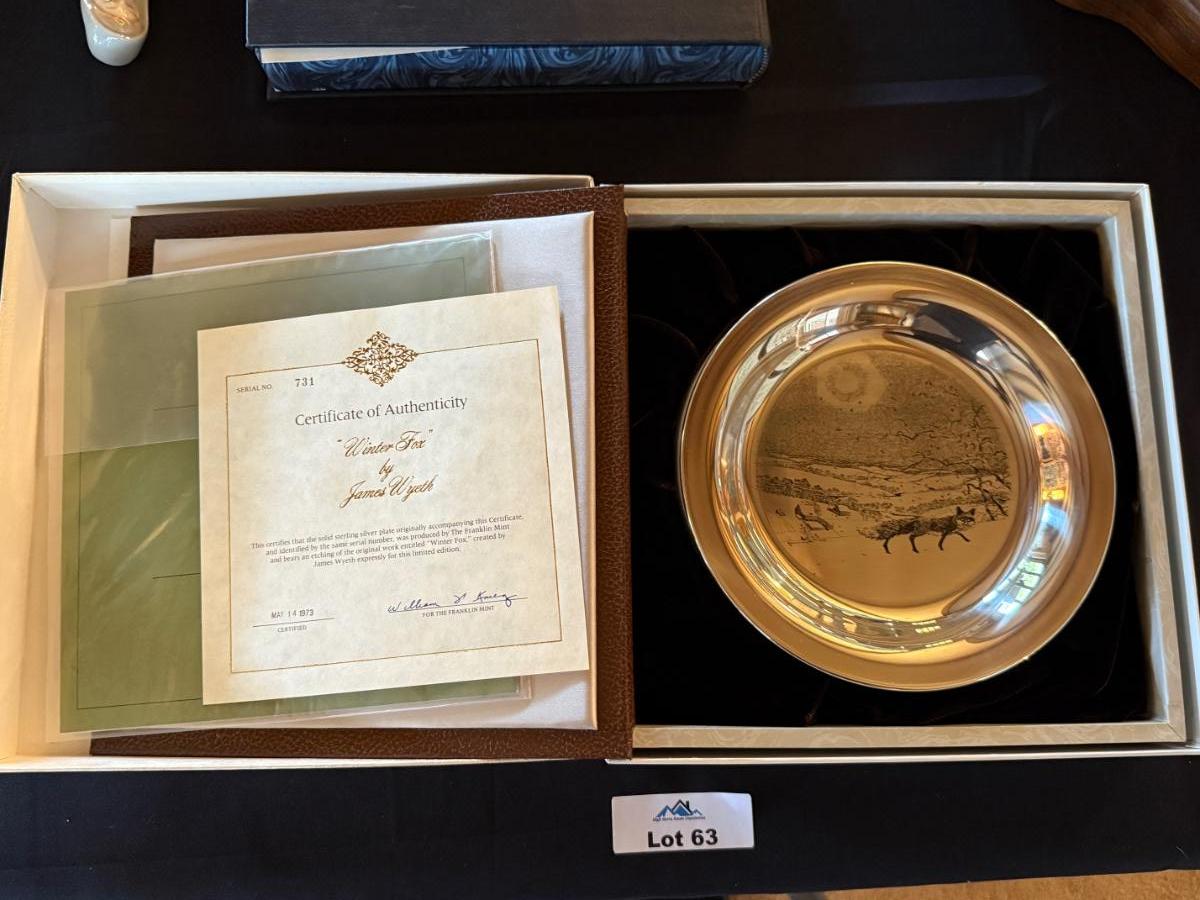 SERIAL NO. 731
Certificate of Authenticity
"Winter Fox"
by
James Wyeth
This certifies that the solid sterling silver plate originally accompanying this Certificate,
and identified by the same serial number, was produced by The Franklin Mint
and bears an etching of the original work entitled "Winter Fox," created by
James Wyeth expressly for this limited edition.
MAY 14 1973
CERTIFIED
FOR THE FRANKLIN MINT
Lot 63